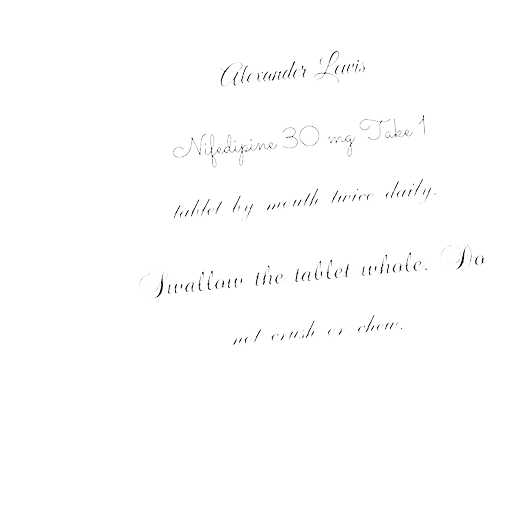 Alexander Lewis
Nifedipine 30 mg Take 1
tablet by mouth twice daily.
Swallow the tablet whole. Do
not crush or chew.